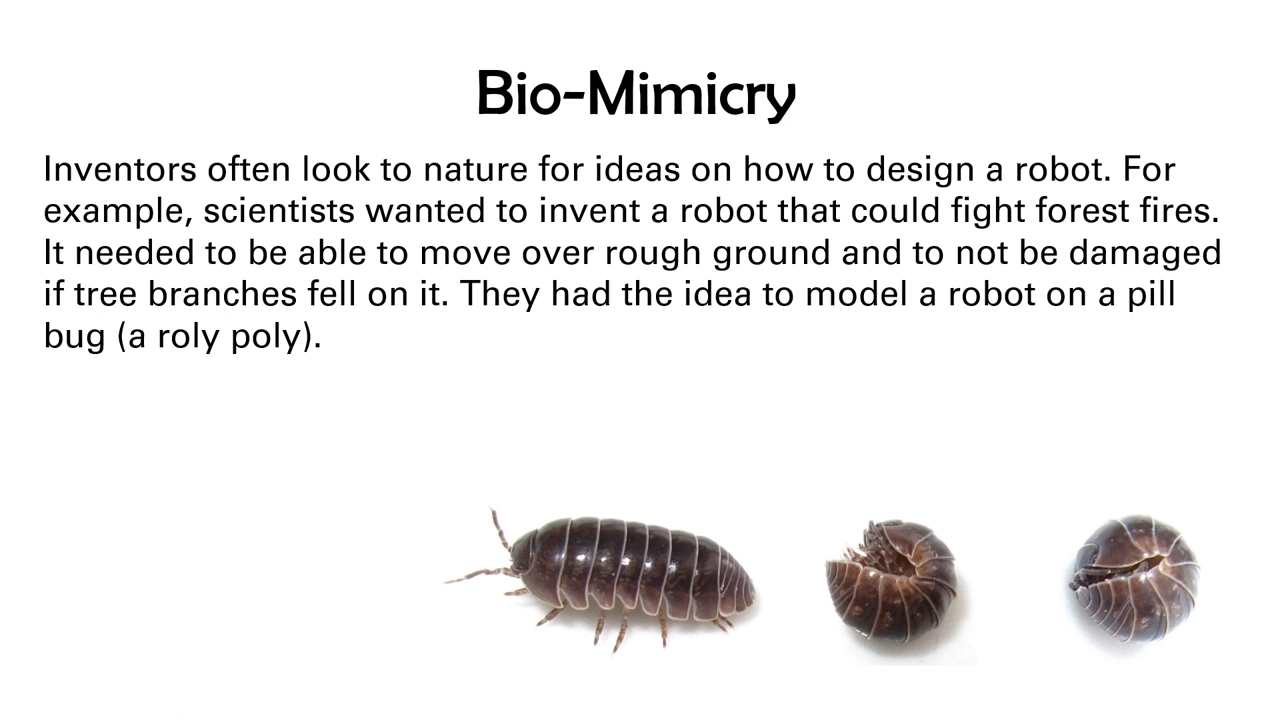 Bio-Mimicry
Inventors often look to nature for ideas on how to design a robot. For
example, scientists wanted to invent a robot that could fight forest fires.
It needed to be able to move over rough ground and to not be damaged
if tree branches fell on it. They had the idea to model a robot on a pill
bug (a roly poly).